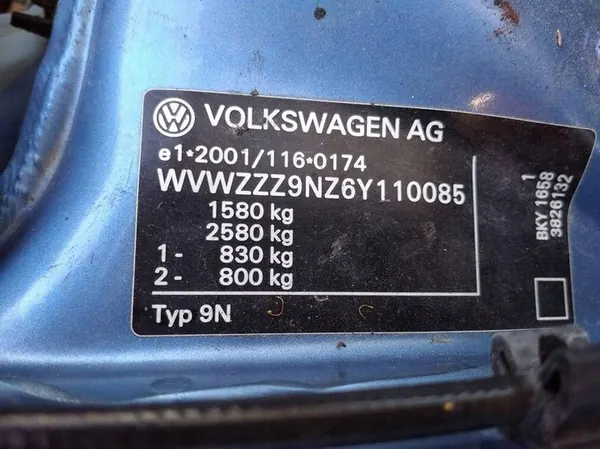 VOLKSWAGEN AG
e1*2001/116*0174
WVWZZZ9NZ6Y110085
1580 kg
2580 kg
1- 830 kg
2- 800 kg
Typ 9N
1
BKY 1658
3826132